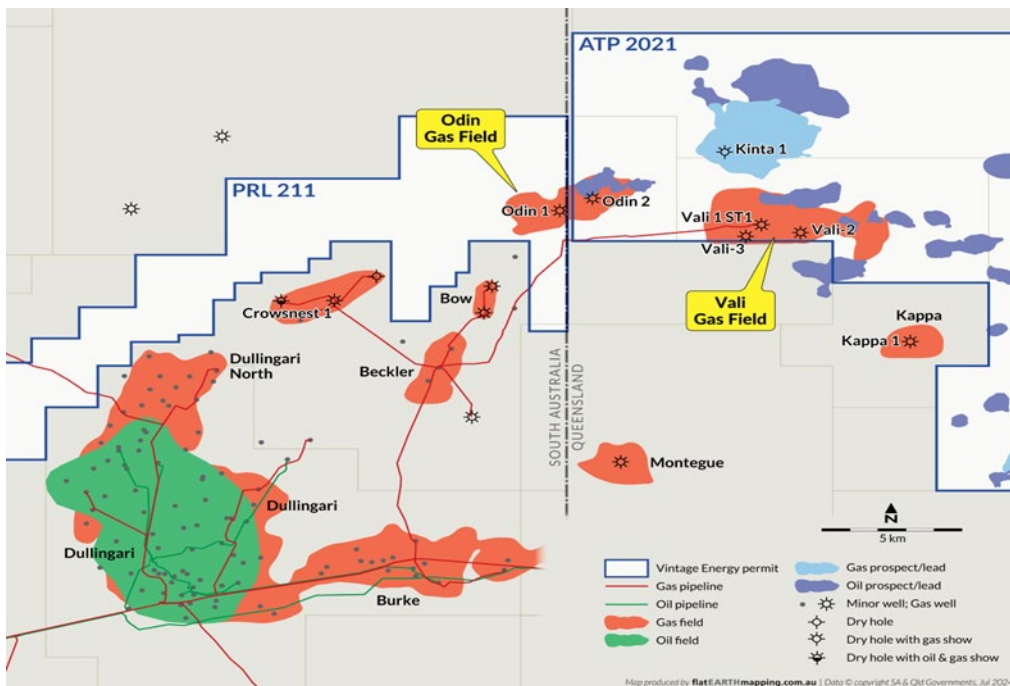 ATP 2021
Odin
Gas Field
Kinta 1
PRL 211
Odin 1
Odin 2
Vali 1 ST1
Vali-2
Vali-3
Bow
Crowsnest 1
Vali
Gas Field
Kappa
Kappa 1
Dullingari
North
Beckler
SOUTH AUSTRALIA
QUEENSLAND
Montegue
Dullingari
Dullingari
Burke
N
5 km
Vintage Energy permit
Gas pipeline
Oil pipeline
Gas field
Oil field
Gas prospect/lead
Oil prospect/lead
Minor well; Gas well
Dry hole
Dry hole with gas show
Dry hole with oil & gas show
Map produced by flatEARTHmapping.com.au | Data © copyright SA & Qld Governments, Jul 2024